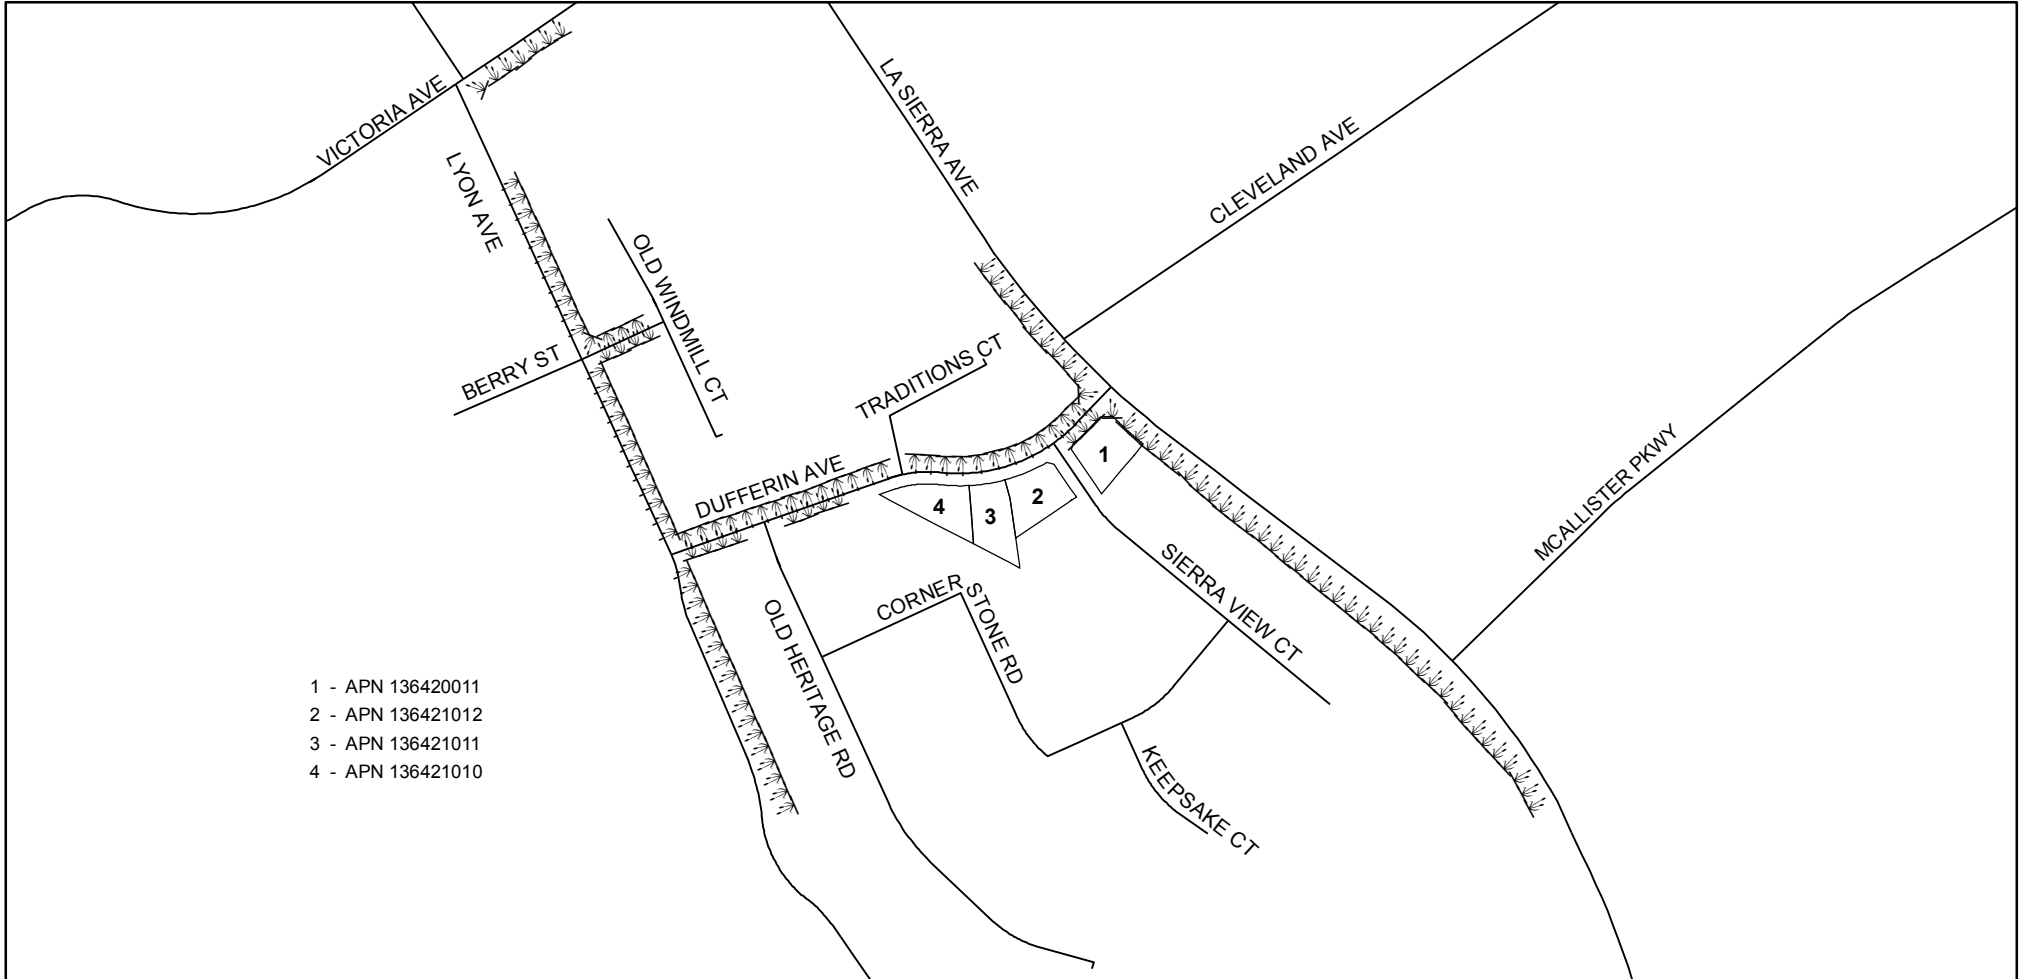 VICTORIA AVE
LYON AVE
LA SIERRA AVE
CLEVELAND AVE
OLD WINDMILL CT
BERRY ST
TRADITIONS CT
MCALLISTER PKWY
DUFFERIN AVE
1
2
3
4
SIERRA VIEW CT
CORNER STONE RD
OLD HERITAGE RD
KEEPSAKE CT
1 - APN 136420011
2 - APN 136421012
3 - APN 136421011
4 - APN 136421010